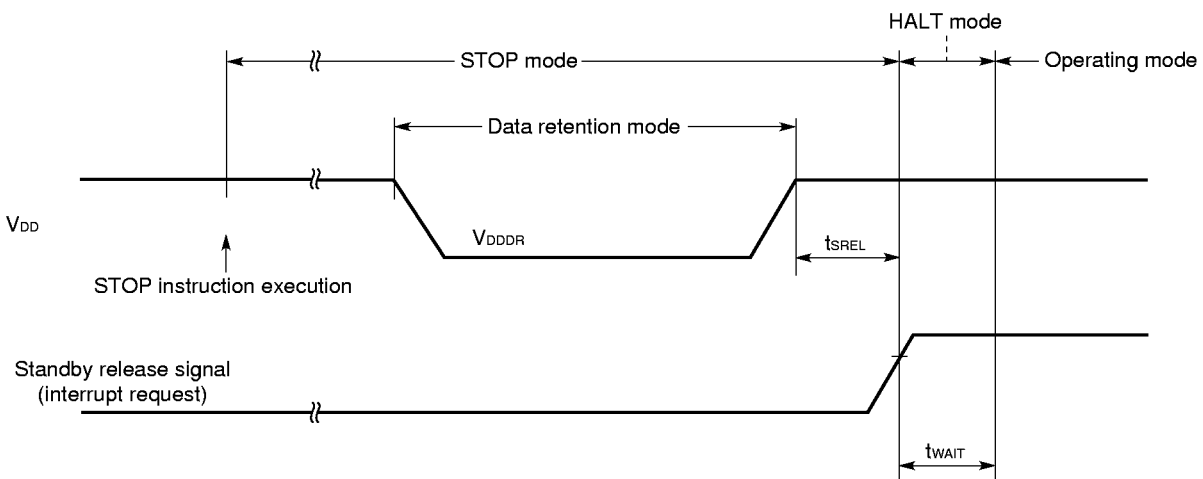 HALT mode
STOP mode
Operating mode
Data retention mode
VDD
VDDDR
tSREL
STOP instruction execution
Standby release signal
(interrupt request)
tWAIT